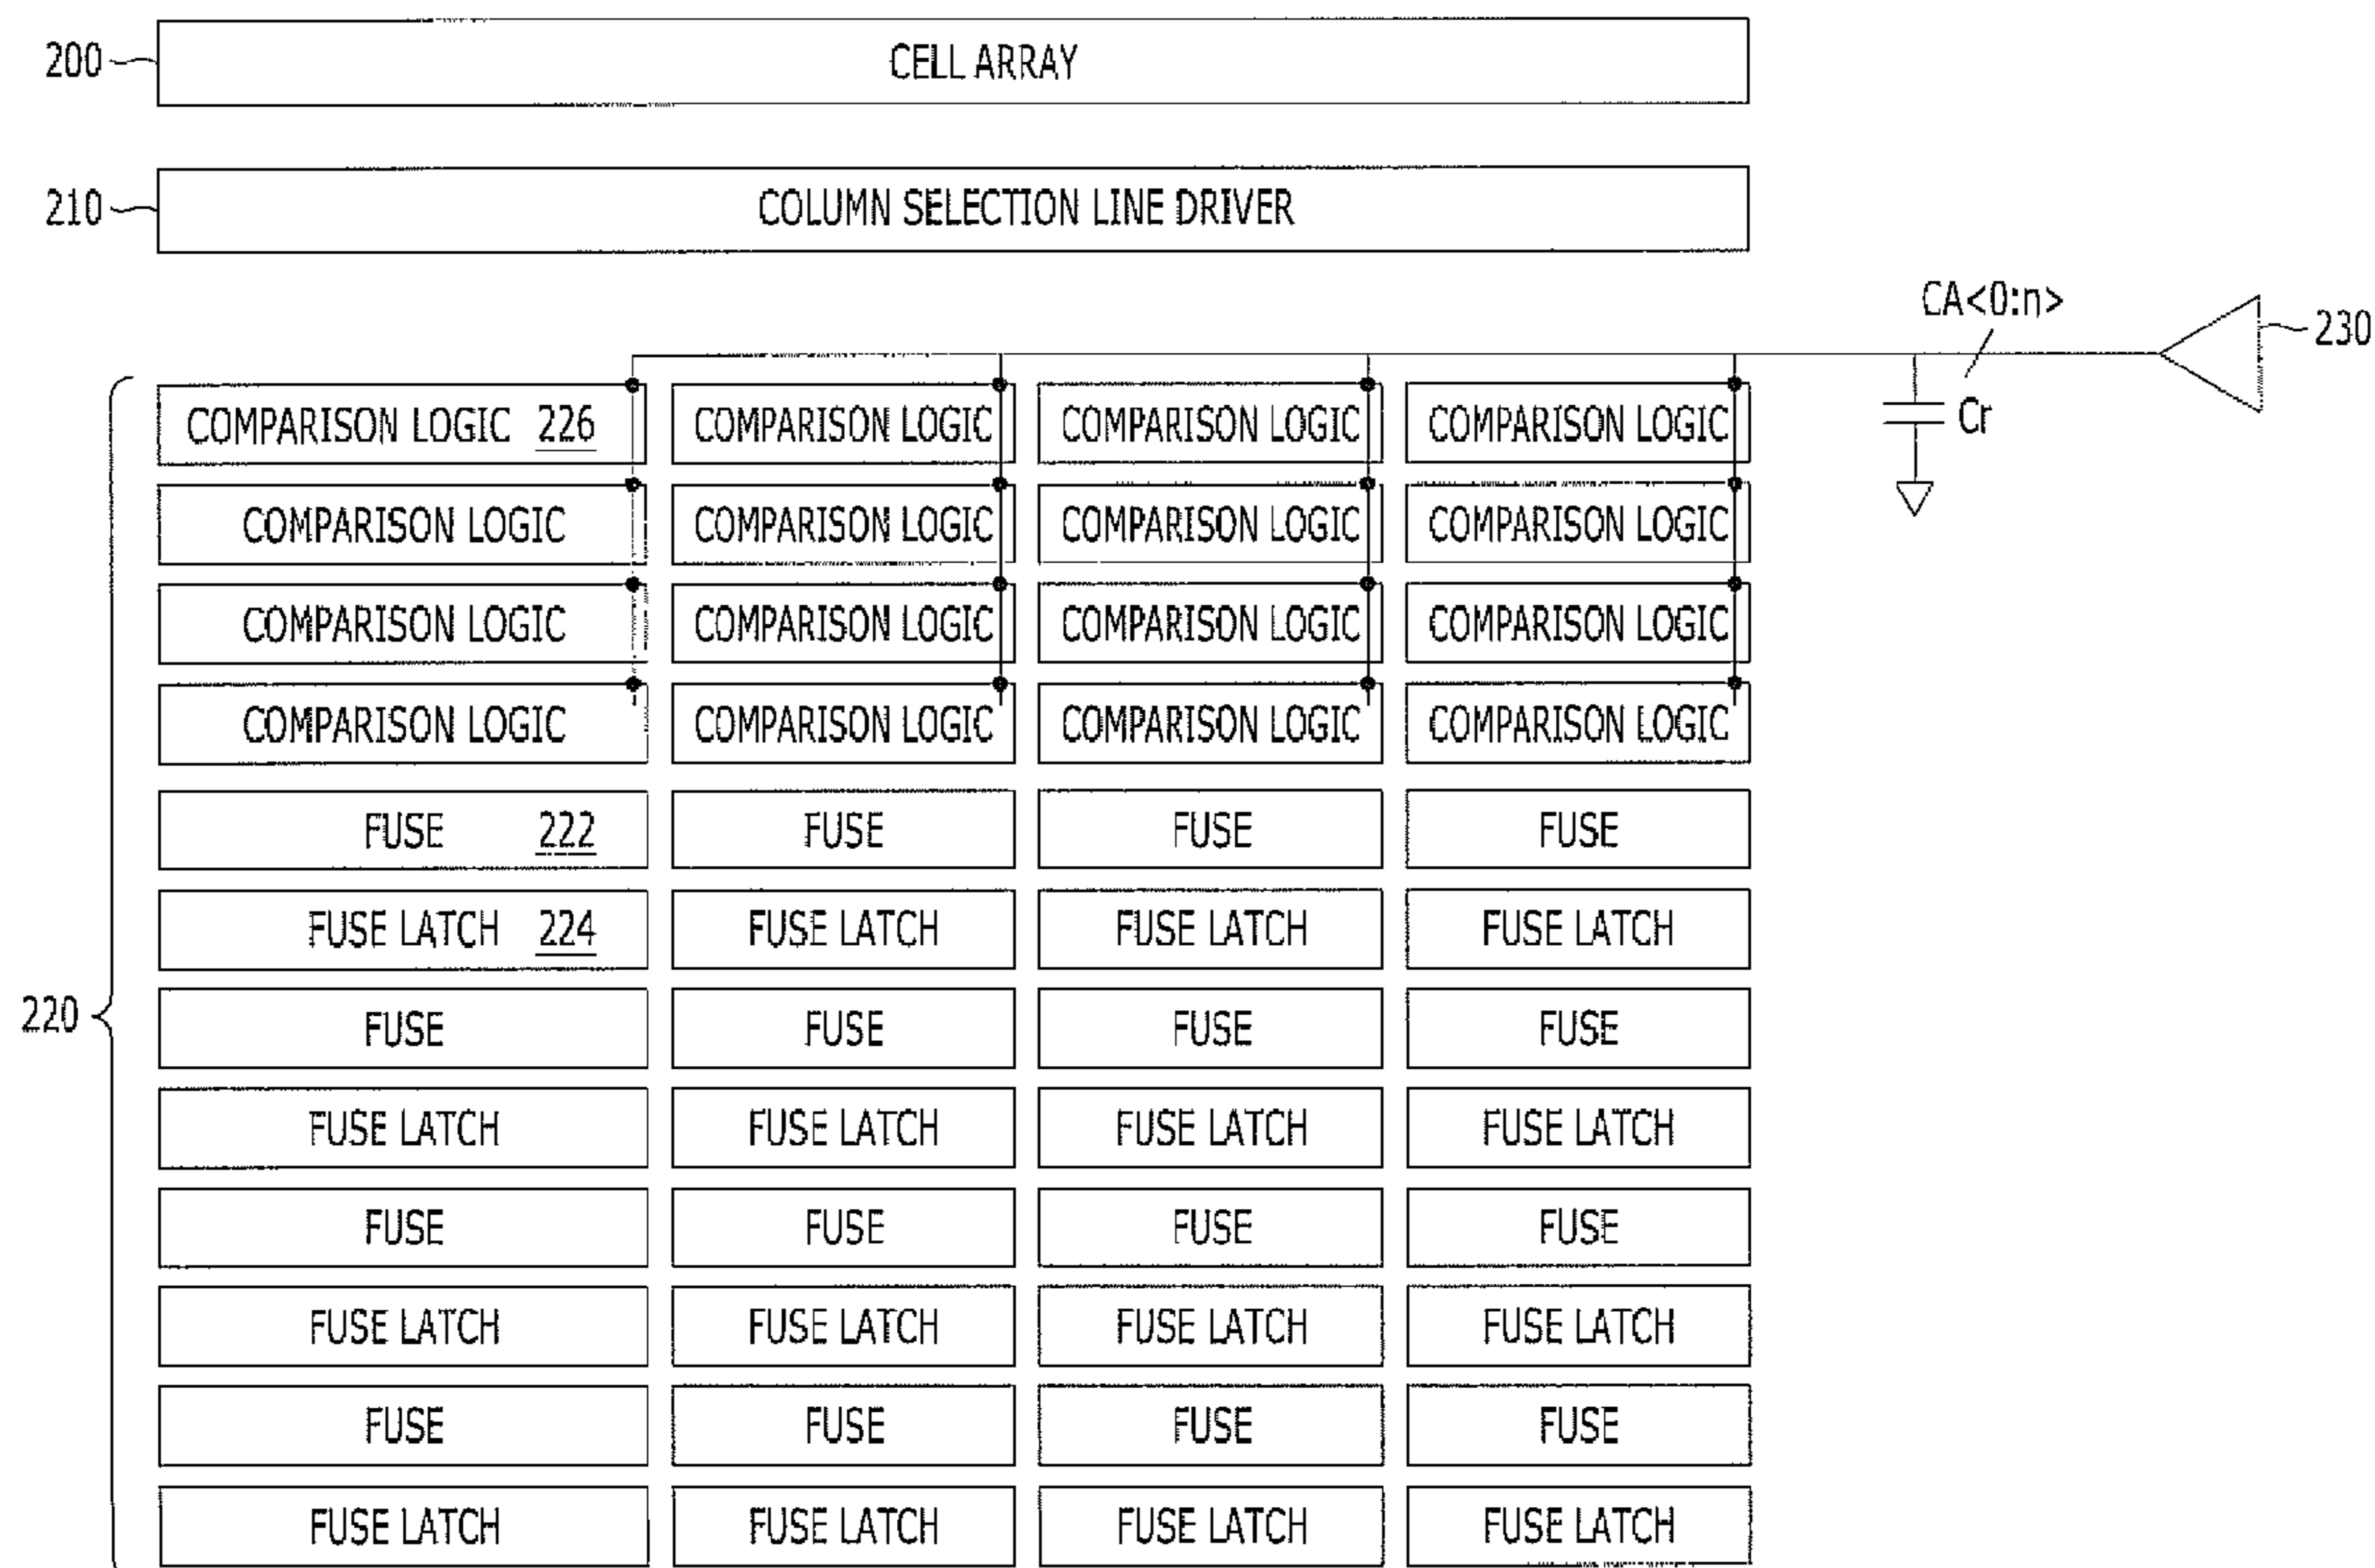 200 CELL ARRAY
210 COLUMN SELECTION LINE DRIVER
CA<0:n>
230
COMPARISON LOGIC 226 COMPARISON LOGIC COMPARISON LOGIC COMPARISON LOGIC
Cr
COMPARISON LOGIC COMPARISON LOGIC COMPARISON LOGIC COMPARISON LOGIC
COMPARISON LOGIC COMPARISON LOGIC COMPARISON LOGIC COMPARISON LOGIC
COMPARISON LOGIC COMPARISON LOGIC COMPARISON LOGIC COMPARISON LOGIC
FUSE 222 FUSE FUSE FUSE
FUSE LATCH 224 FUSE LATCH FUSE LATCH FUSE LATCH
220 FUSE FUSE FUSE FUSE
FUSE LATCH FUSE LATCH FUSE LATCH FUSE LATCH
FUSE FUSE FUSE FUSE
FUSE LATCH FUSE LATCH FUSE LATCH FUSE LATCH
FUSE FUSE FUSE FUSE
FUSE LATCH FUSE LATCH FUSE LATCH FUSE LATCH